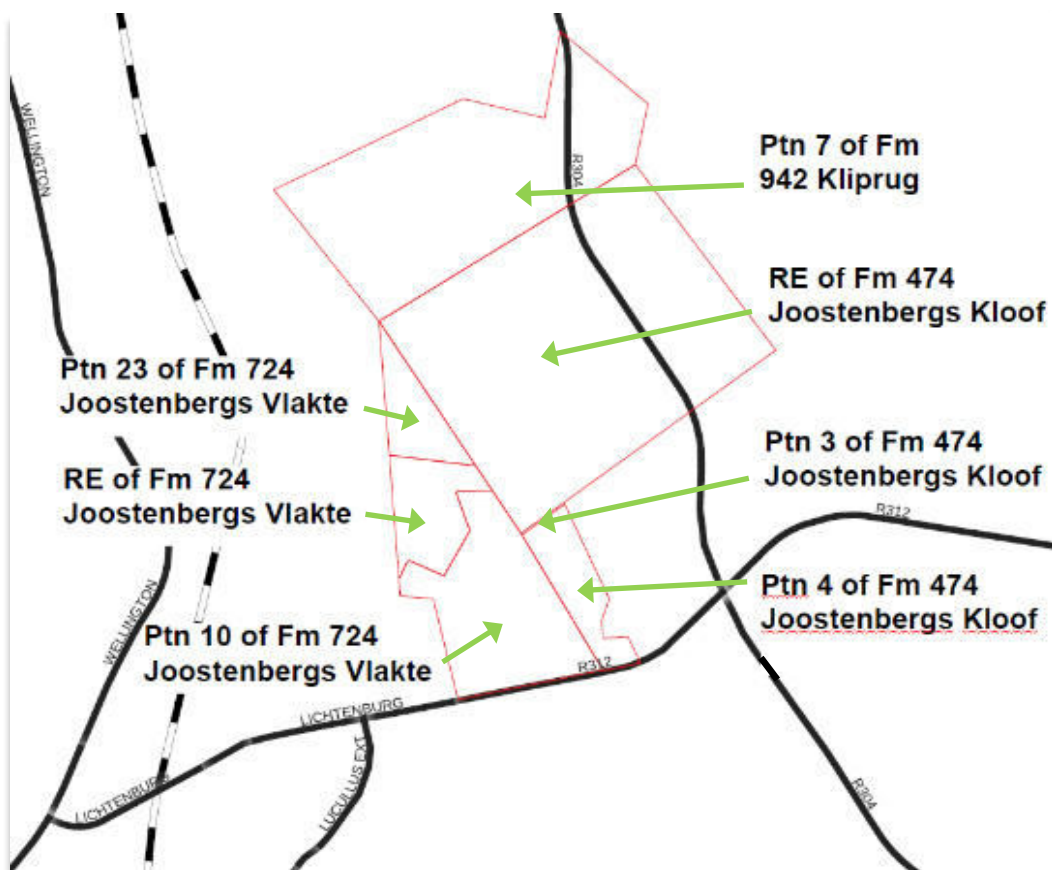 WELLINGTON
R304
Ptn 7 of Fm
942 Kliprug
RE of Fm 474
Joostenbergs Kloof
Ptn 23 of Fm 724
Joostenbergs Vlakte
Ptn 3 of Fm 474
Joostenbergs Kloof
RE of Fm 724
Joostenbergs Vlakte
R312
Ptn 4 of Fm 474
Joostenbergs Kloof
WELLINGTON
Ptn 10 of Fm 724
Joostenbergs Vlakte
R312
LICHTENBURG
LICHTENBURG
LUCULLUS EXT
R304